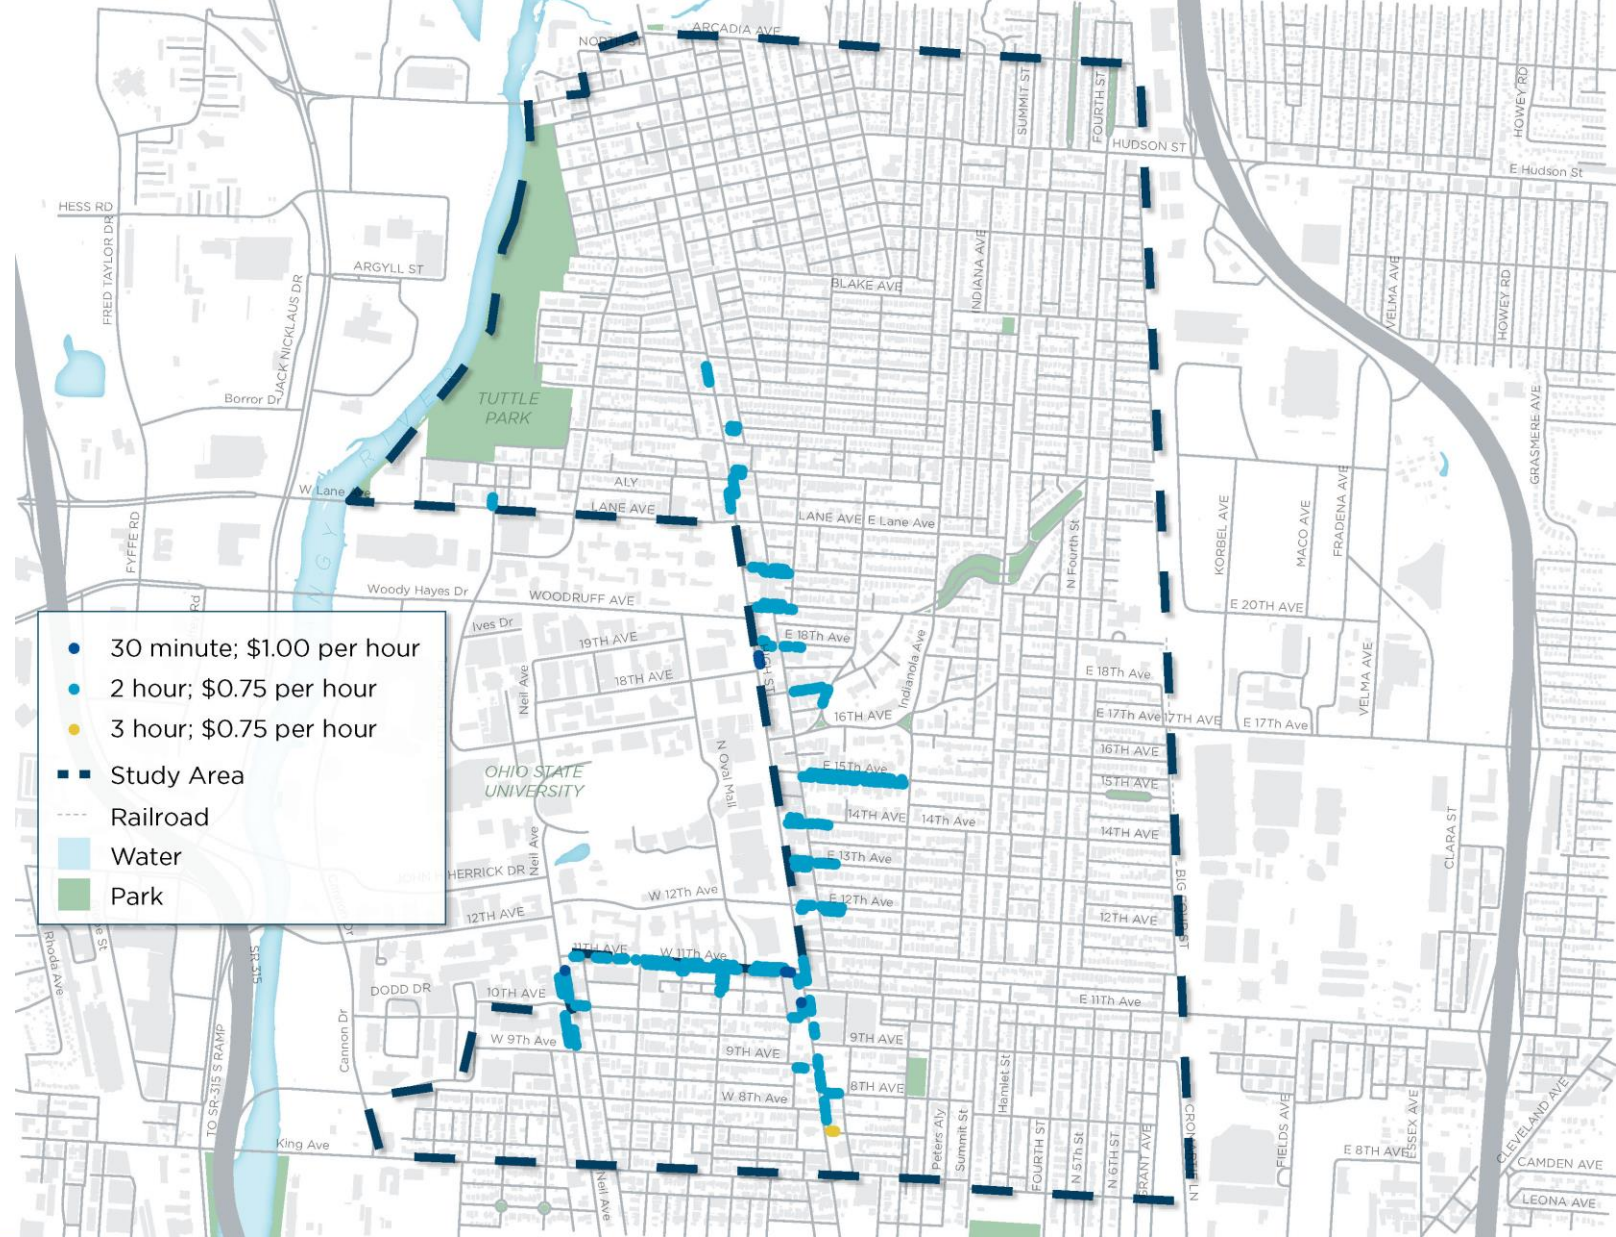 ARCADIA AVE
SUMMIT ST
FOURTH ST
HOWEY RD
HUDSON ST
E Hudson St
HESS RD
FRED TAYLOR DR
ARGYLL ST
JACK NICKLAUS DR
INDIANA AVE
BLAKE AVE
VELMA AVE
HOWEY RD
Borror Dr
TUTTLE
PARK
RIVER
GRASMERE AVE
W Lane Ave
ALY
LANE AVE
LANE AVE
E Lane Ave
FYFFE RD
N Fourth St
KORBEL AVE
MACO AVE
FRADENA AVE
Woody Hayes Dr
WOODRUFF AVE
E 20TH AVE
30 minute; $1.00 per hour
2 hour; $0.75 per hour
3 hour; $0.75 per hour
Study Area
Railroad
Water
Park
Ives Dr
19TH AVE
18TH AVE
Neil Ave
HIGH ST
E 18Th Ave
Indianola Ave
E 18Th Ave
VELMA AVE
16TH AVE
E 17Th Ave
17TH AVE
E 17Th Ave
N Oval Mall
OHIO STATE
UNIVERSITY
E 15Th Ave
16TH AVE
15TH AVE
14TH AVE
14Th Ave
14TH AVE
CLARA ST
Neil Ave
HERRICK DR
E 13Th Ave
W 12Th Ave
E 12Th Ave
12TH AVE
12TH AVE
Rhoda Ave
SR-315
11TH AVE
W 11Th Ave
DODD DR
10TH AVE
E 11Th Ave
Cannon Dr
W 9Th Ave
9TH AVE
9TH AVE
TO SR-315 S RAMP
W 8Th Ave
8TH AVE
Hamlet St
King Ave
Peters Aly
Summit St
FOURTH ST
N 5Th St
N 6TH ST
GRANT AVE
FIELDS AVE
E 8TH AVE
ESSEX AVE
CLEVELAND AVE
CAMDEN AVE
LEONA AVE
Neil Ave